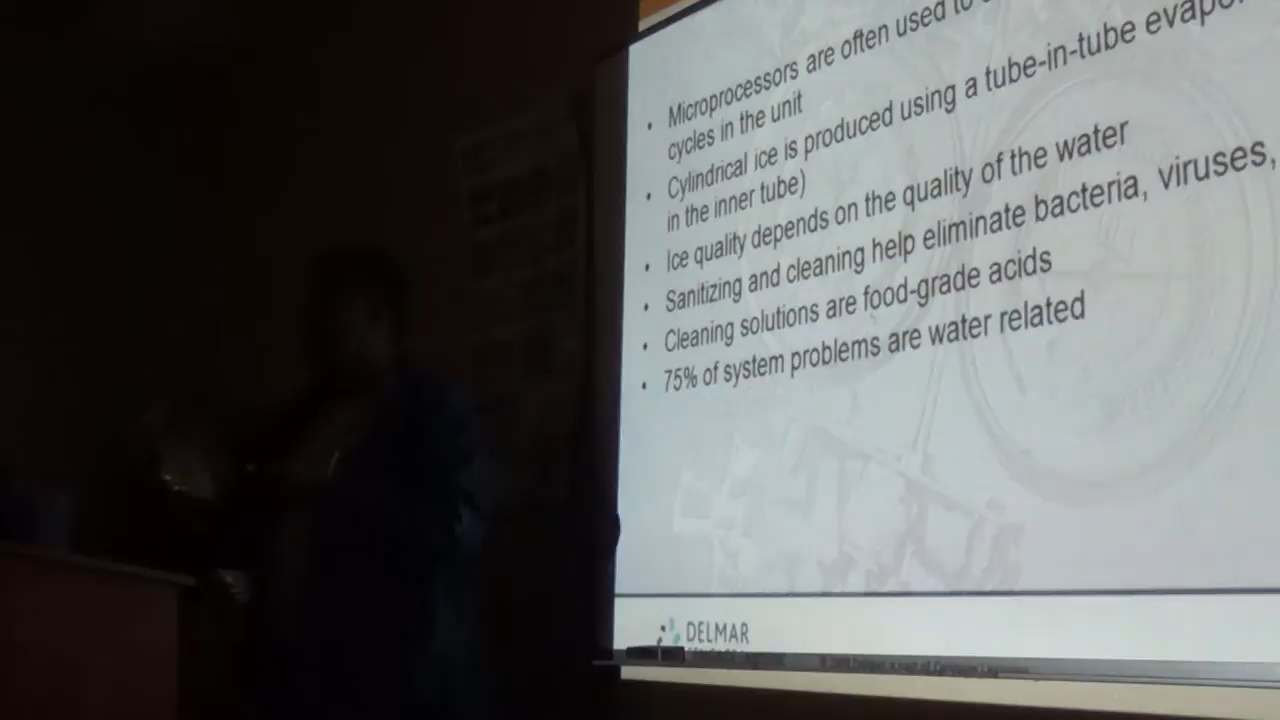 • Microprocessors are often used to
cycles in the unit
• Cylindrical ice is produced using a tube-in-tube
in the inner tube)
• Ice quality depends on the quality of the water
• Sanitizing and cleaning help eliminate bacteria, viruses,
• Cleaning solutions are food-grade acids
• 75% of system problems are water related
DELMAR